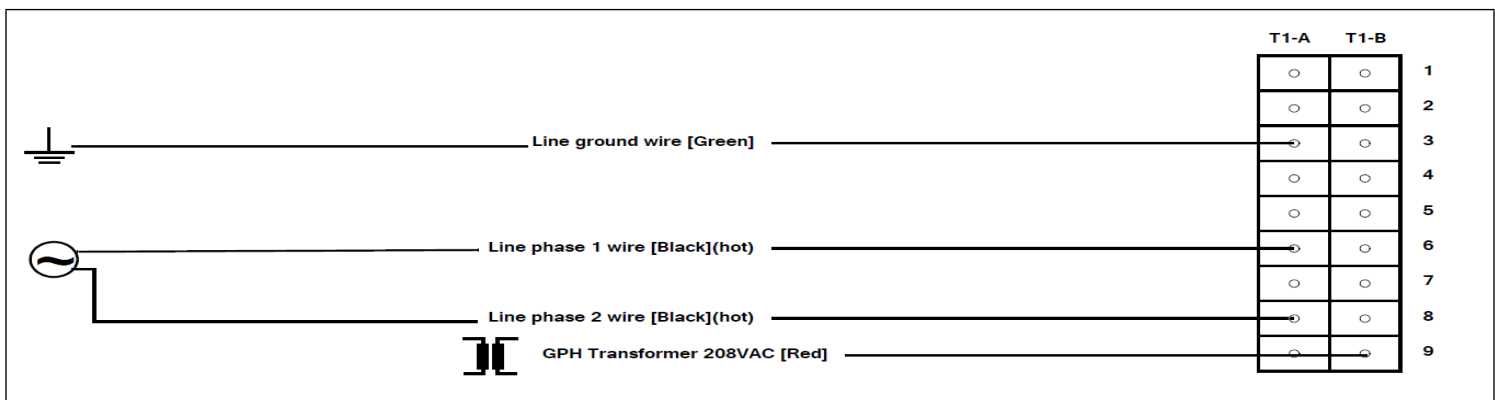 T1-A T1-B
1
2
Line ground wire [Green] 3
4
5
Line phase 1 wire [Black](hot) 6
7
Line phase 2 wire [Black](hot) 8
GPH Transformer 208VAC [Red] 9